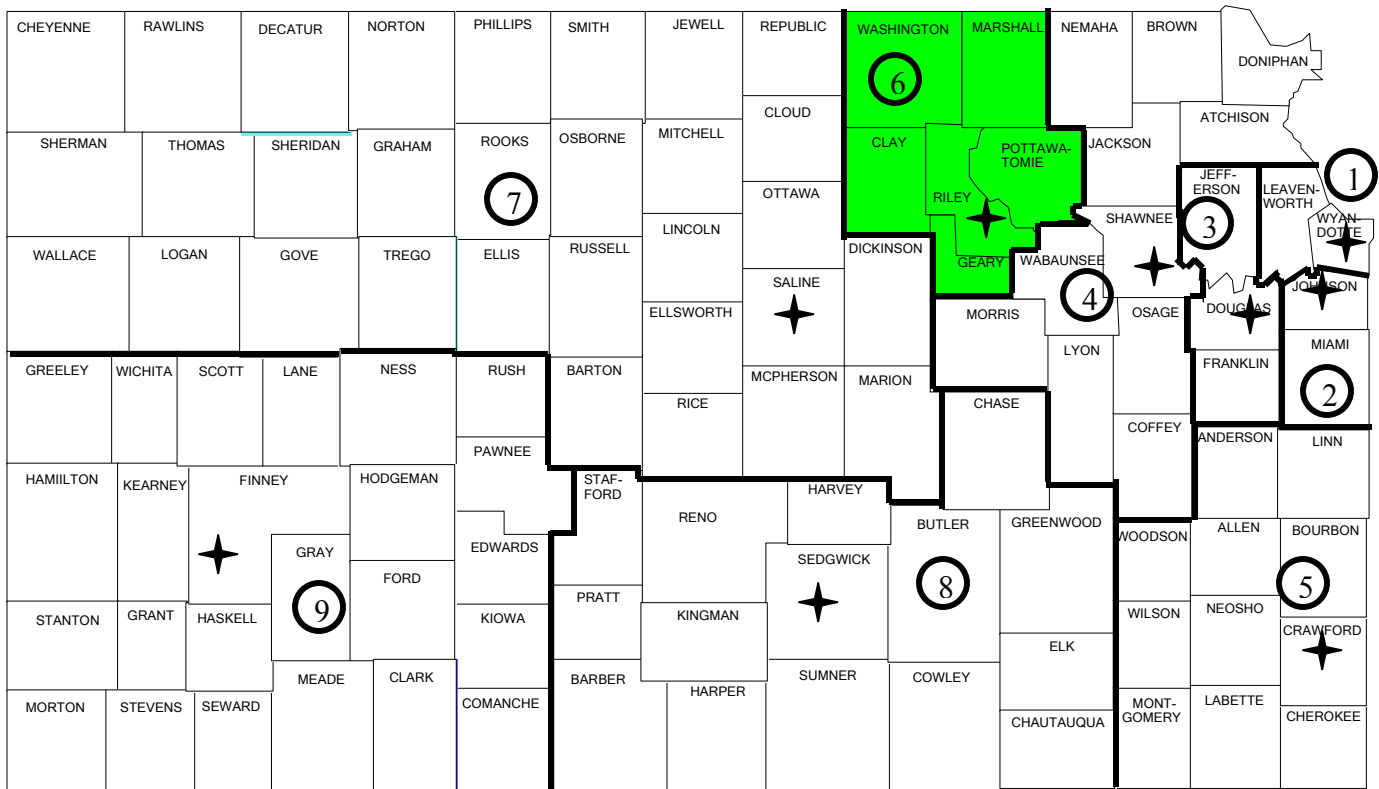 CHEYENNE
RAWLINS
DECATUR
NORTON
PHILLIPS
SMITH
JEWELL
REPUBLIC
WASHINGTON
MARSHALL
NEMAHA
BROWN
DONIPHAN
6
CLOUD
ATCHISON
SHERMAN
THOMAS
SHERIDAN
GRAHAM
ROOKS
OSBORNE
MITCHELL
CLAY
POTTAWA-
TOMIE
JACKSON
7
OTTAWA
RILEY
JEFF-
ERSON
LEAVEN-
WORTH
1
3
SHAWNEE
WYAN-
DOTTE
LINCOLN
WALLACE
LOGAN
GOVE
TREGO
ELLIS
RUSSELL
DICKINSON
GEARY
WABAUNSEE
SALINE
4
JOHNSON
ELLSWORTH
MORRIS
OSAGE
DOUGLAS
LYON
MIAMI
GREELEY
WICHITA
SCOTT
LANE
NESS
RUSH
BARTON
MCPHERSON
MARION
FRANKLIN
RICE
CHASE
2
COFFEY
ANDERSON
LINN
PAWNEE
HAMIILTON
KEARNEY
FINNEY
HODGEMAN
STAF-
FORD
HARVEY
RENO
BUTLER
GREENWOOD
WOODSON
ALLEN
BOURBON
GRAY
EDWARDS
SEDGWICK
FORD
8
5
PRATT
STANTON
GRANT
HASKELL
9
KIOWA
KINGMAN
WILSON
NEOSHO
CRAWFORD
ELK
MEADE
CLARK
BARBER
HARPER
SUMNER
COWLEY
MORTON
STEVENS
SEWARD
COMANCHE
CHAUTAUQUA
MONT-
GOMERY
LABETTE
CHEROKEE